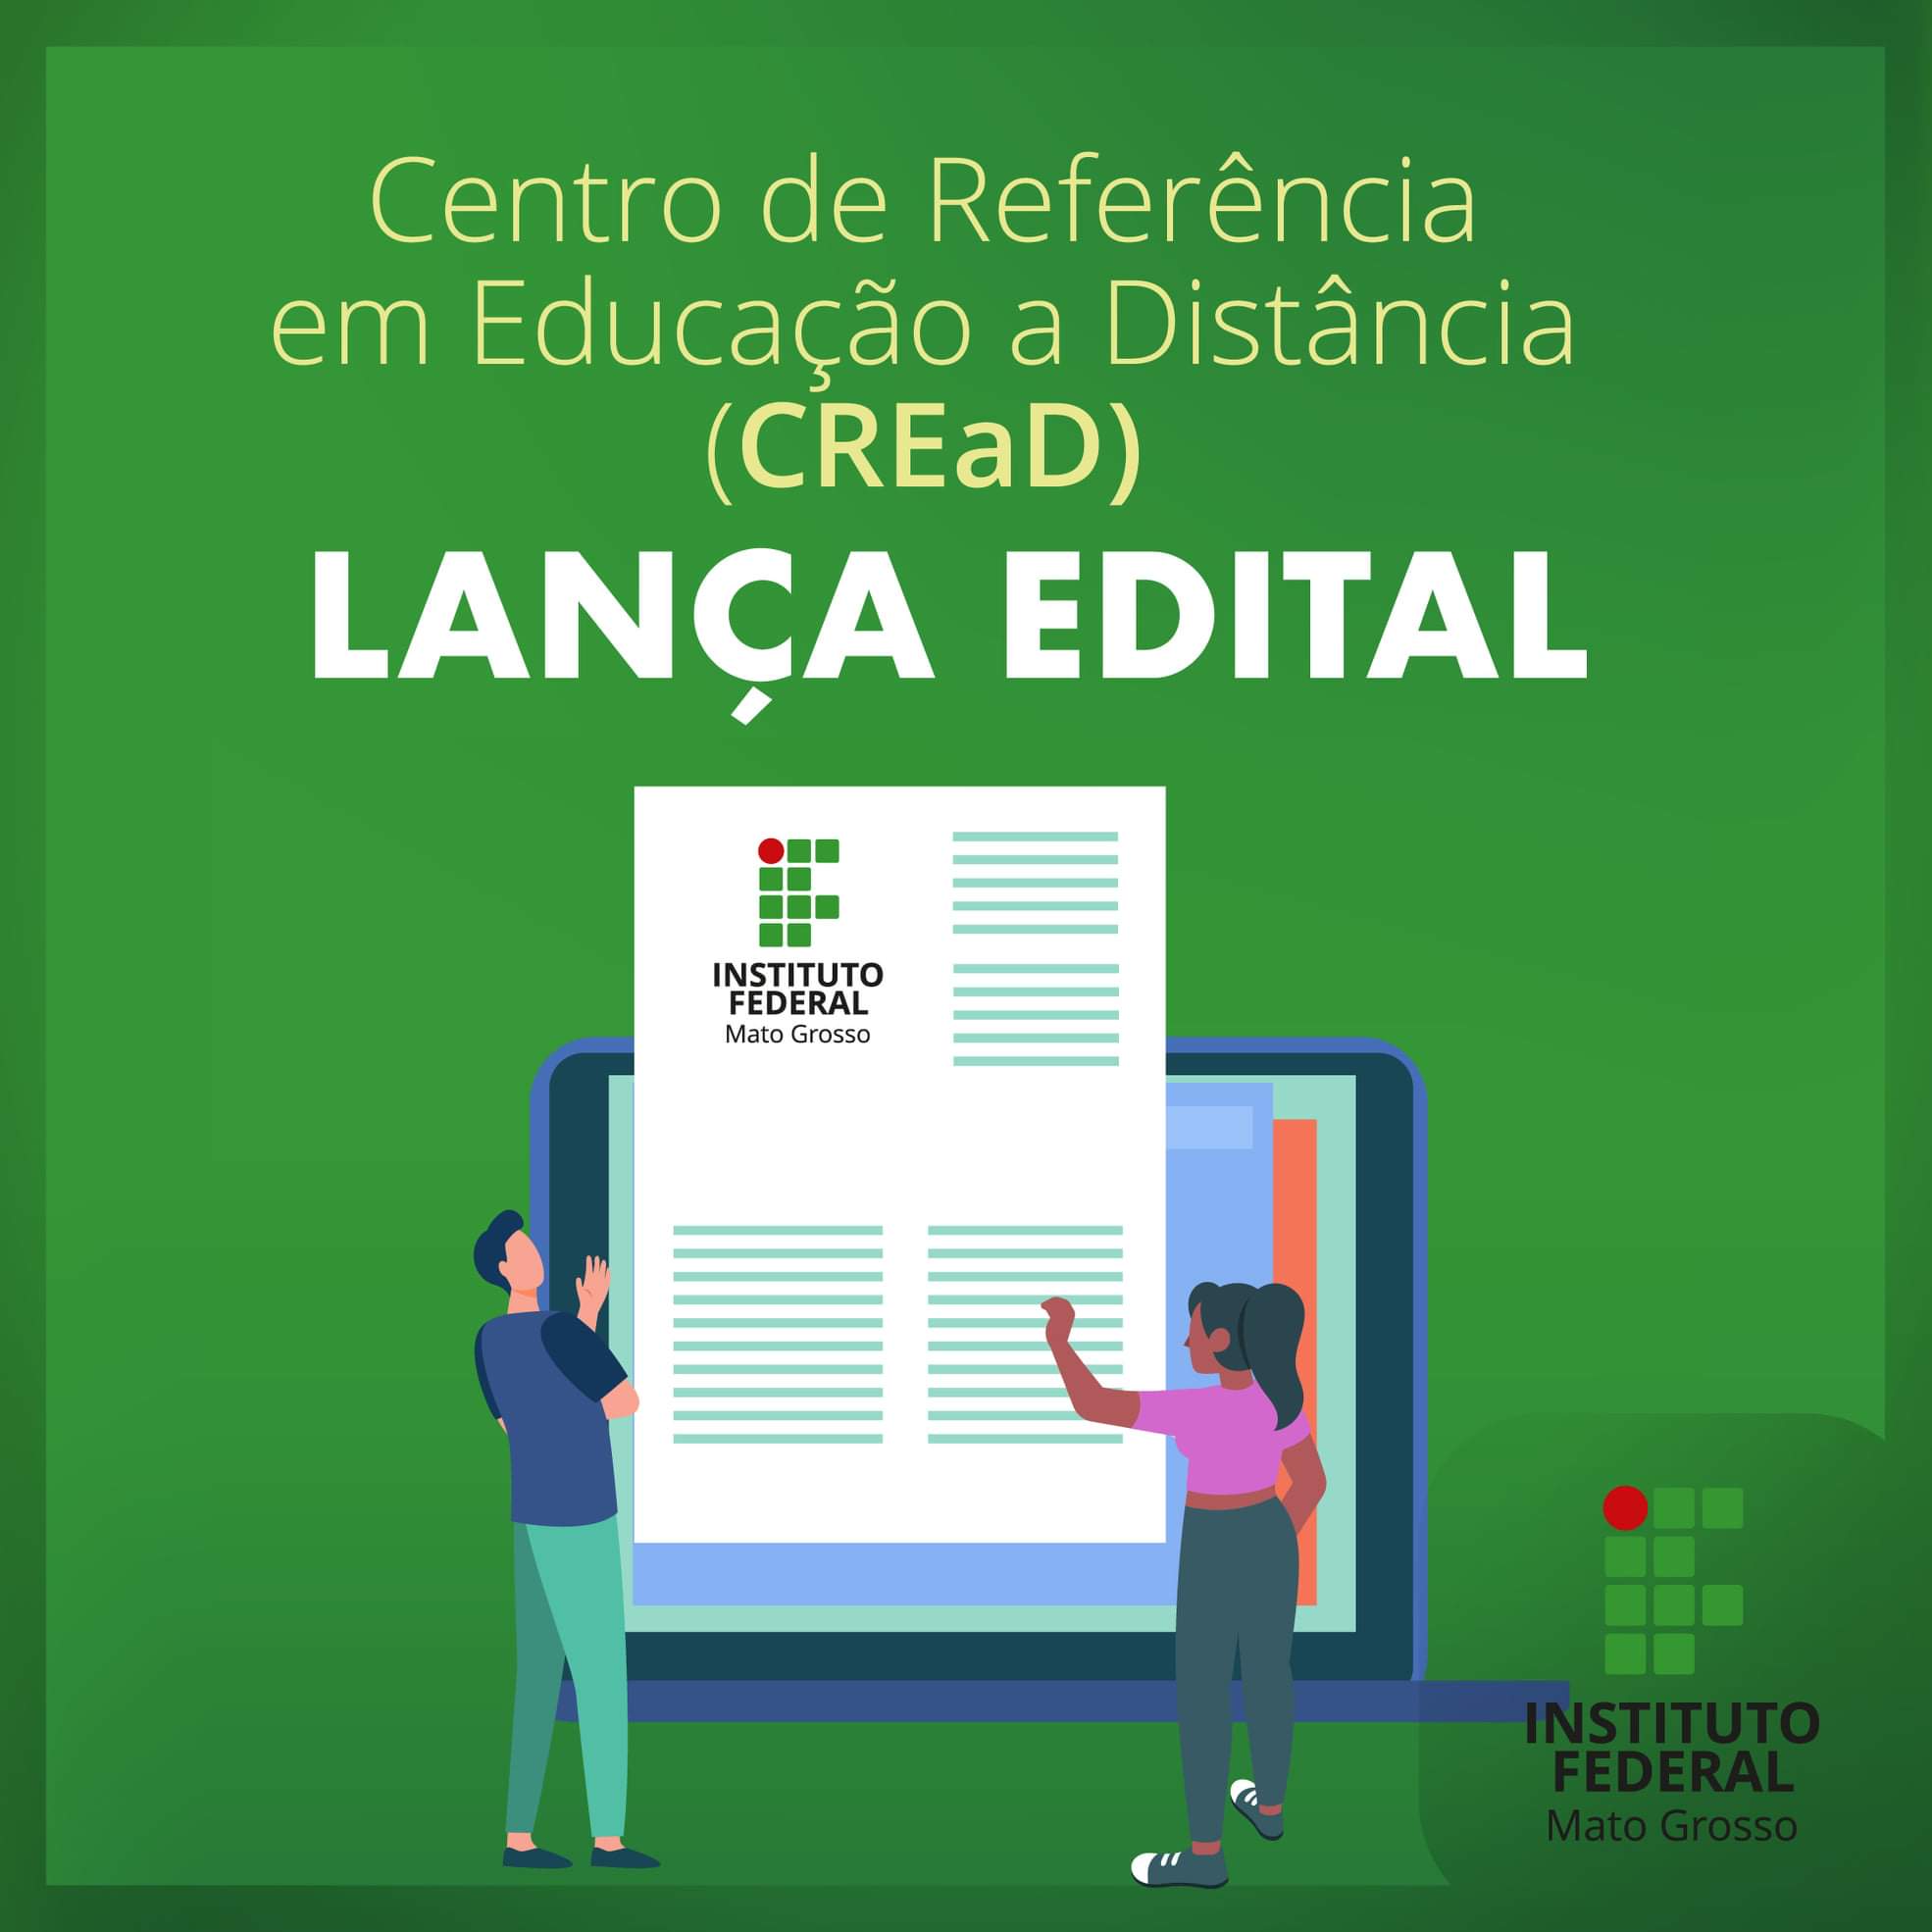 Centro de Referência
em Educação a Distância
(CREaD)
LANÇA EDITAL
INSTITUTO
FEDERAL
Mato Grosso
INSTITUTO
FEDERAL
Mato Grosso